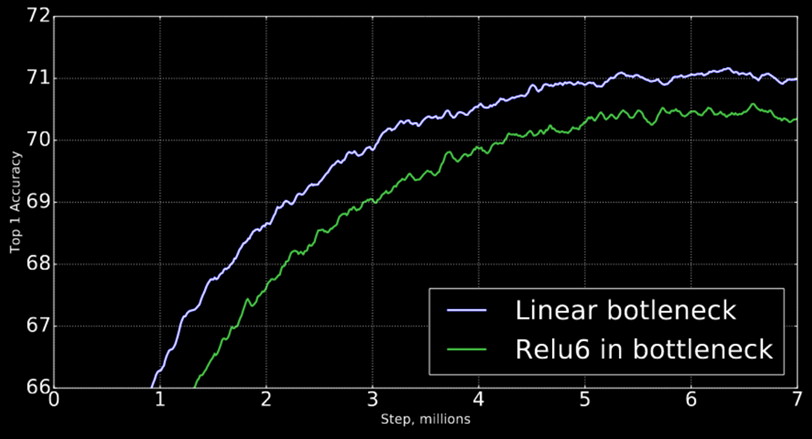 72
71
70
69
68
67
66
Top 1 Accuracy
Linear botleneck
Relu6 in bottleneck
0 1 2 3 4 5 6 7
Step, millions